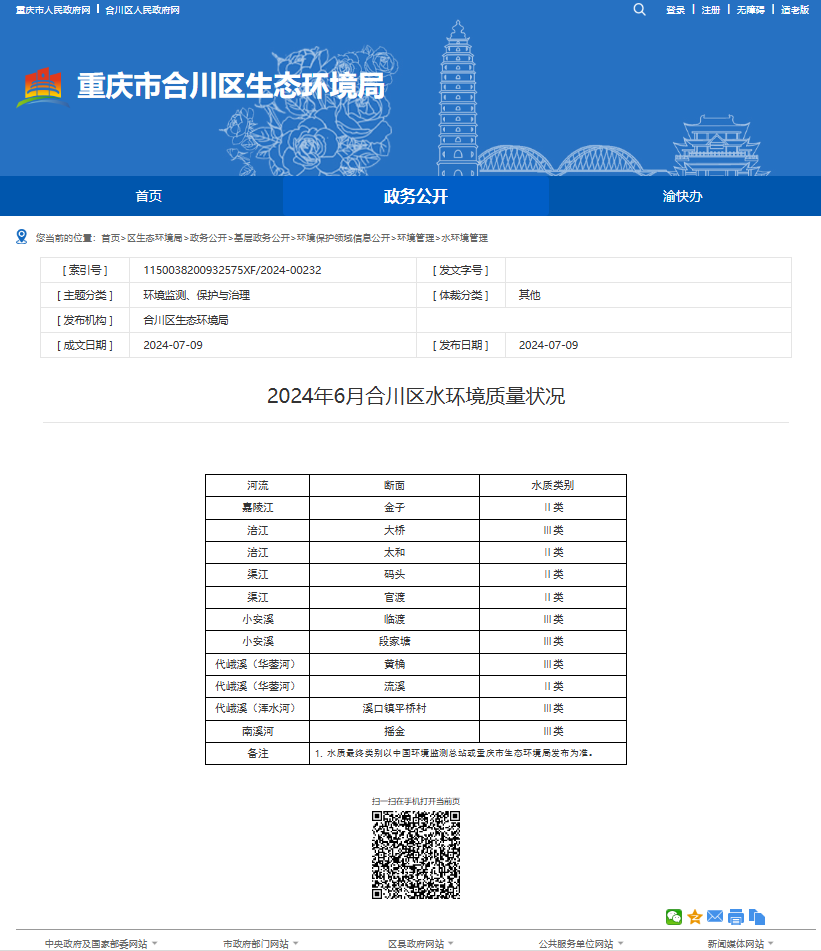 重庆市人民政府网 | 合川区人民政府网 登录 | 注册 | 无障碍 | 适老版
重庆市合川区生态环境局
首页 政务公开 渝快办
您当前的位置：首页>区生态环境局>政务公开>基层政务公开>环境保护领域信息公开>环境管理>水环境管理
[ 索引号 ] 1150038200932575XF/2024-00232 [ 发文字号 ]
[ 主题分类 ] 环境监测、保护与治理 [ 体裁分类 ] 其他
[ 发布机构 ] 合川区生态环境局
[ 成文日期 ] 2024-07-09 [ 发布日期 ] 2024-07-09
2024年6月合川区水环境质量状况
河流 断面 水质类别
嘉陵江 金子 Ⅱ类
涪江 大桥 Ⅲ类
涪江 太和 Ⅱ类
渠江 码头 Ⅱ类
渠江 官渡 Ⅱ类
小安溪 临渡 Ⅲ类
小安溪 段家塘 Ⅲ类
代峨溪（华蓥河） 黄桷 Ⅲ类
代峨溪（华蓥河） 流溪 Ⅱ类
代峨溪（浑水河） 溪口镇平桥村 Ⅲ类
南溪河 摇金 Ⅲ类
备注 1. 水质最终类别以中国环境监测总站或重庆市生态环境局发布为准。
扫一扫在手机打开当前页
中央政府及国家部委网站 市政府部门网站 区县政府网站 公共服务单位网站 新闻媒体网站